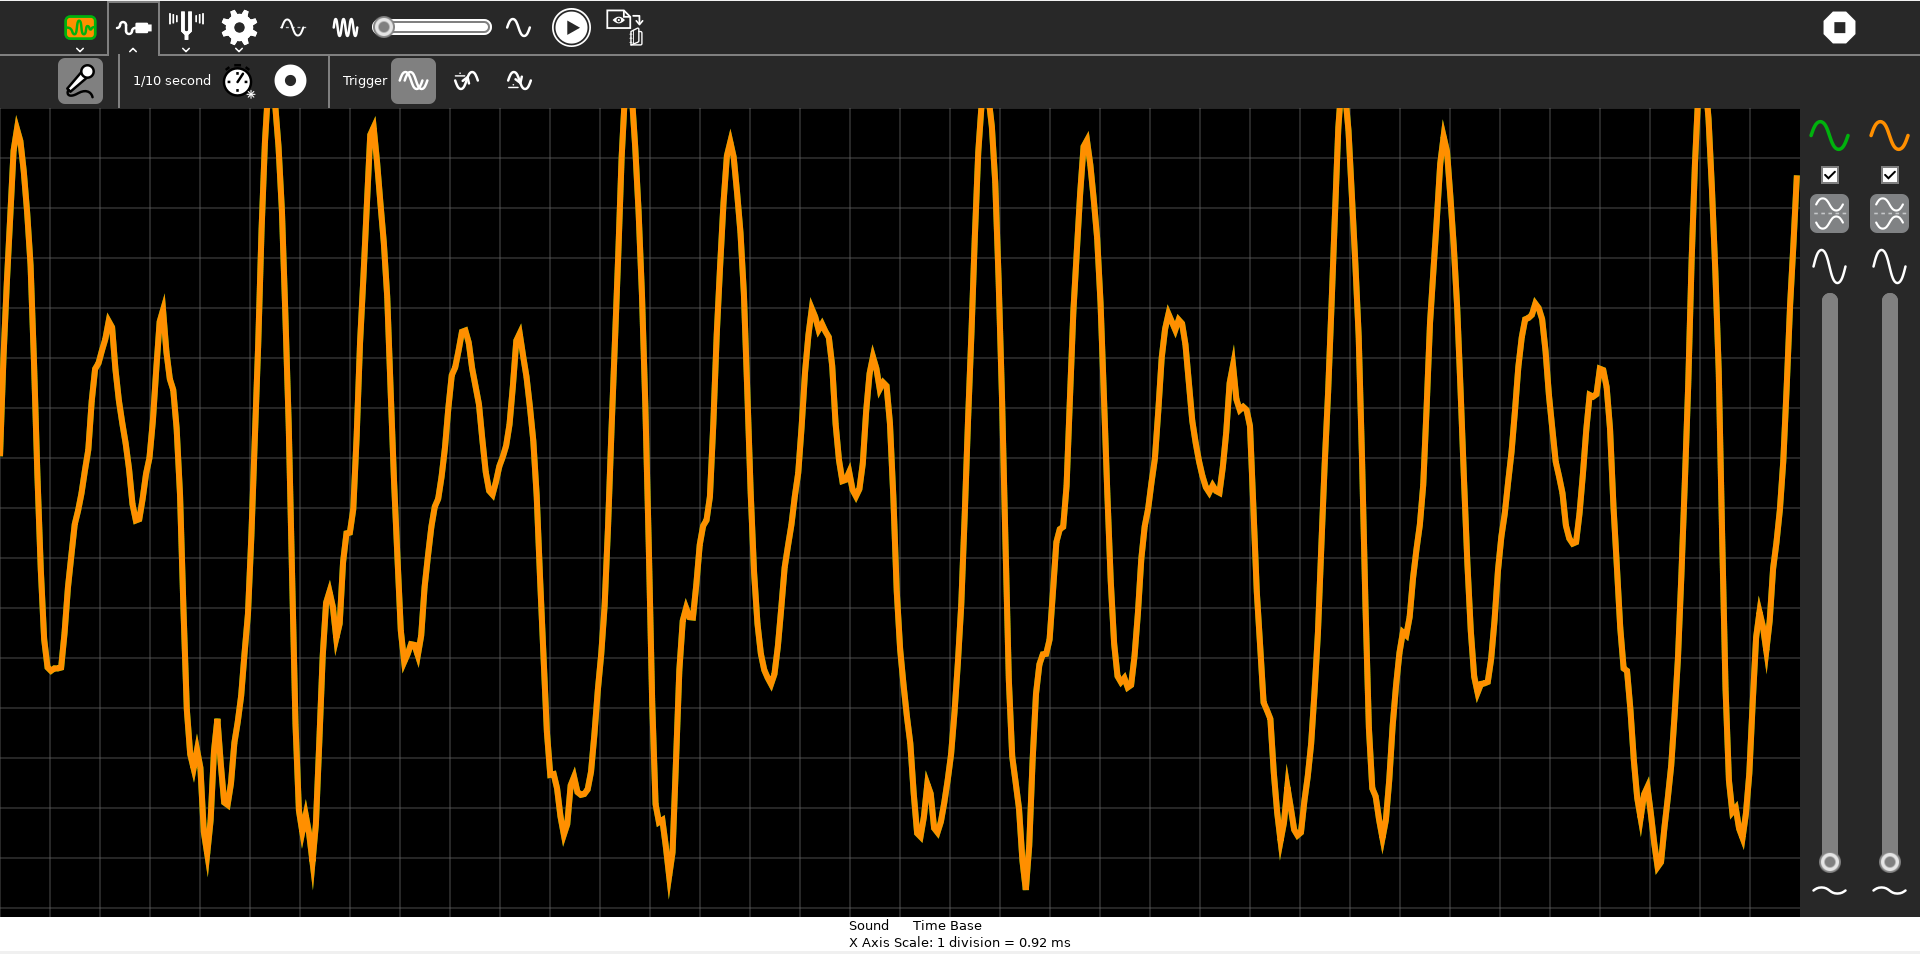 1/10 second
Trigger
Sound Time Base
X Axis Scale: 1 division = 0.92 ms